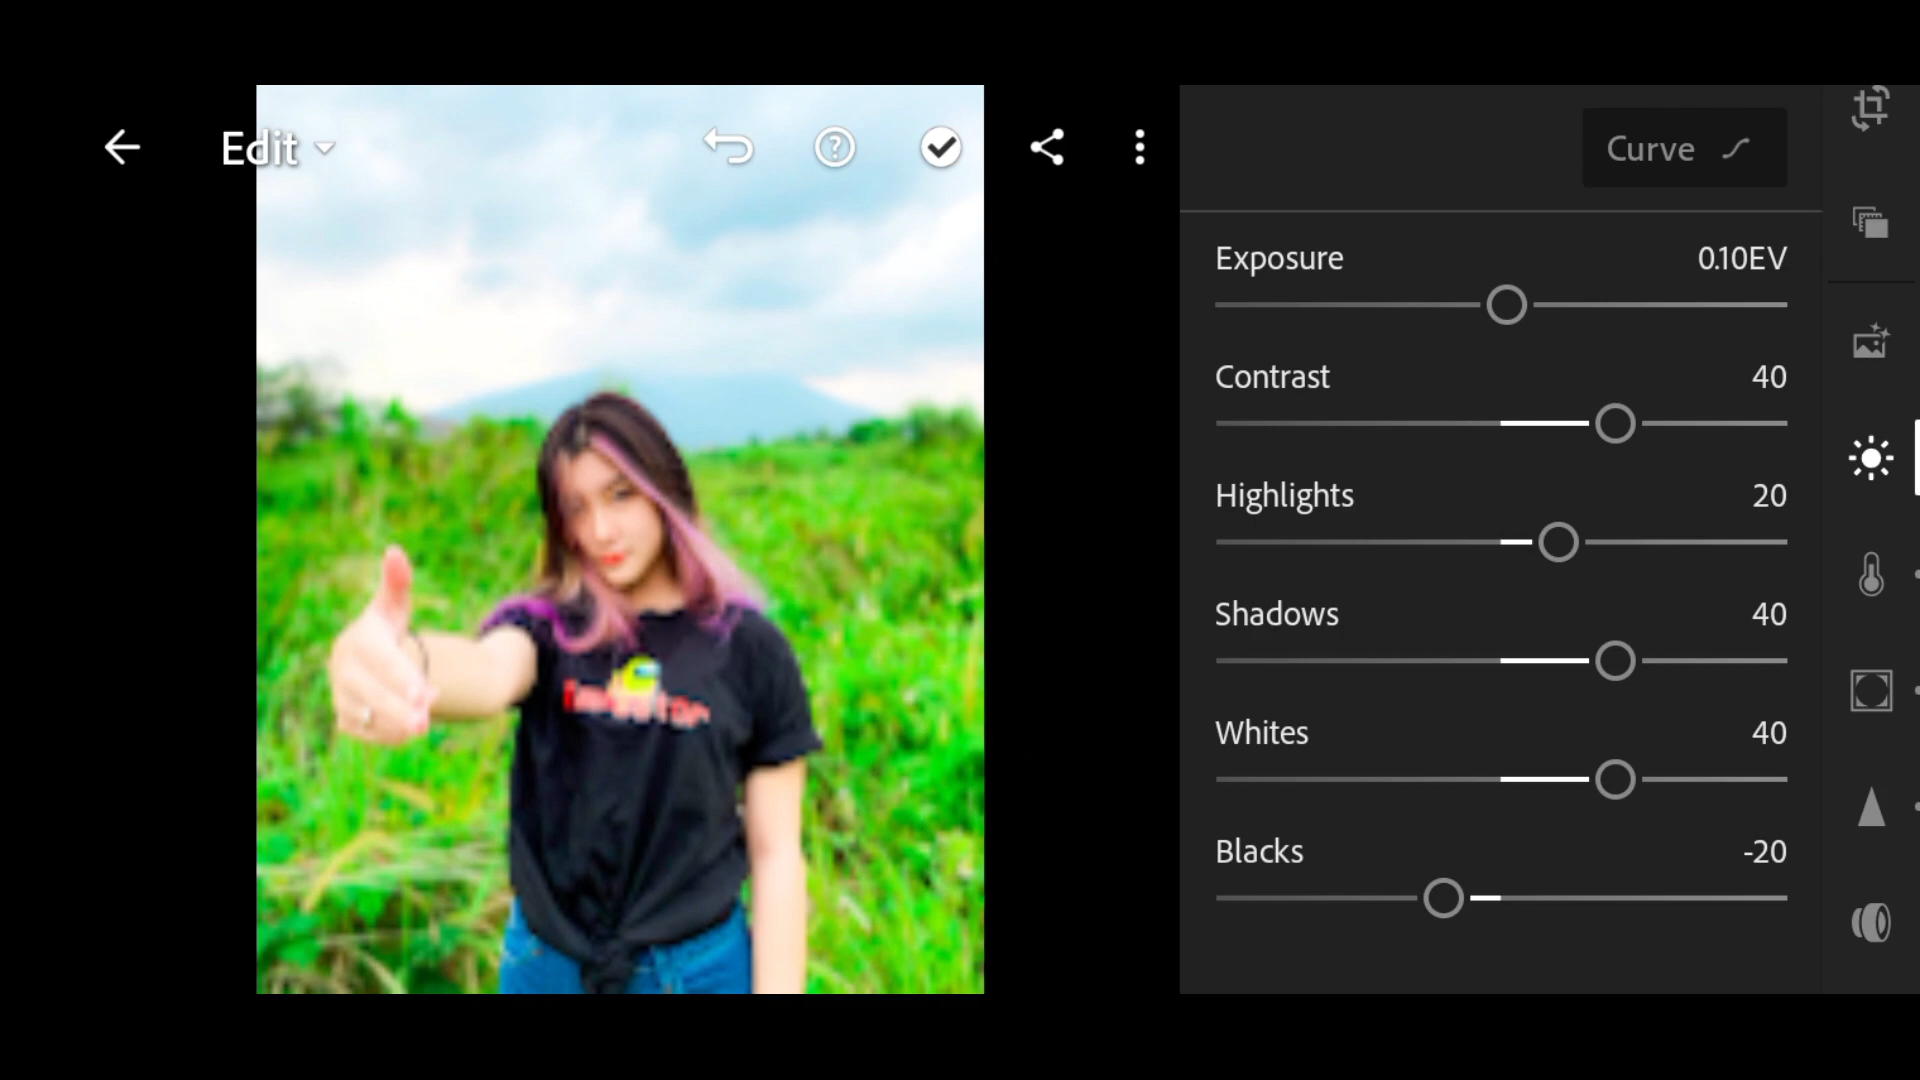 Edit
Curve
Exposure 0.10EV
Contrast 40
Highlights 20
Shadows 40
Whites 40
Blacks -20